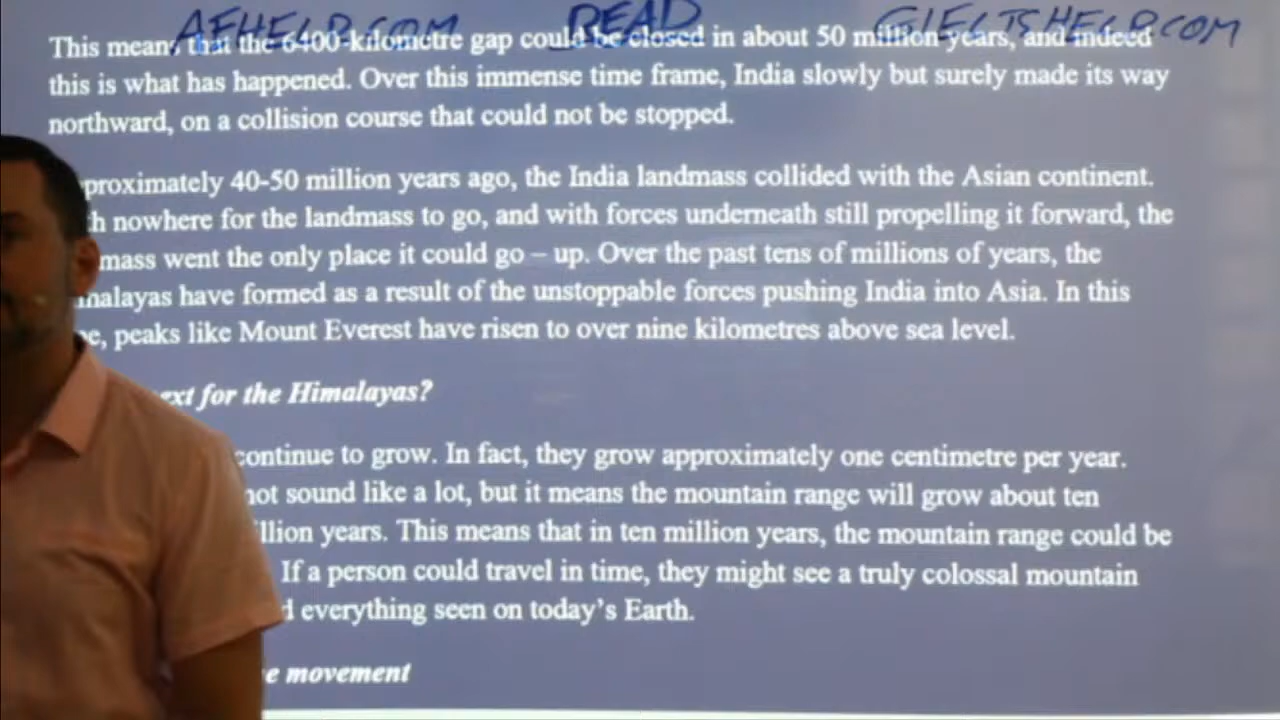 AEHELP.COM READ GIELTSHELP.COM
This means that the 6400-kilometre gap could be closed in about 50 million years, and indeed
this is what has happened. Over this immense time frame, India slowly but surely made its way
northward, on a collision course that could not be stopped.
proximately 40-50 million years ago, the India landmass collided with the Asian continent.
h nowhere for the landmass to go, and with forces underneath still propelling it forward, the
mass went the only place it could go – up. Over the past tens of millions of years, the
malayas have formed as a result of the unstoppable forces pushing India into Asia. In this
e, peaks like Mount Everest have risen to over nine kilometres above sea level.
ext for the Himalayas?
continue to grow. In fact, they grow approximately one centimetre per year.
not sound like a lot, but it means the mountain range will grow about ten
llion years. This means that in ten million years, the mountain range could be
If a person could travel in time, they might see a truly colossal mountain
d everything seen on today's Earth.
e movement